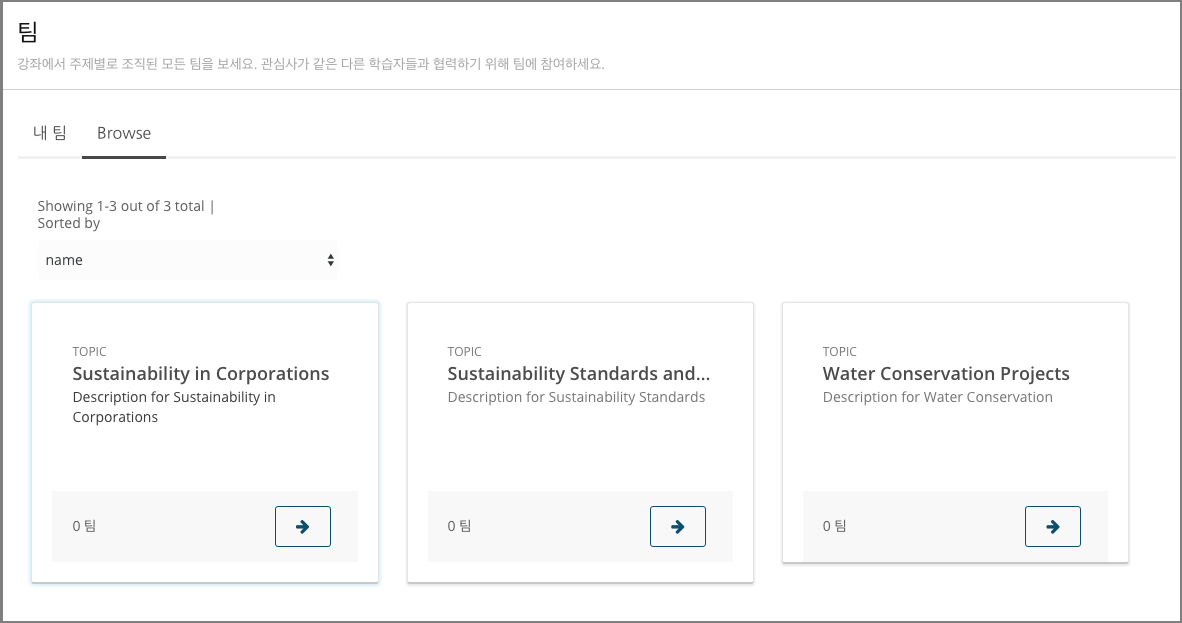 팀
강좌에서 주제별로 조직된 모든 팀을 보세요. 관심사가 같은 다른 학습자들과 협력하기 위해 팀에 참여하세요.
내 팀
Browse
Showing 1-3 out of 3 total |
Sorted by
name
TOPIC
Sustainability in Corporations
Description for Sustainability in
Corporations
0 팀
TOPIC
Sustainability Standards and...
Description for Sustainability Standards
0 팀
TOPIC
Water Conservation Projects
Description for Water Conservation
0 팀